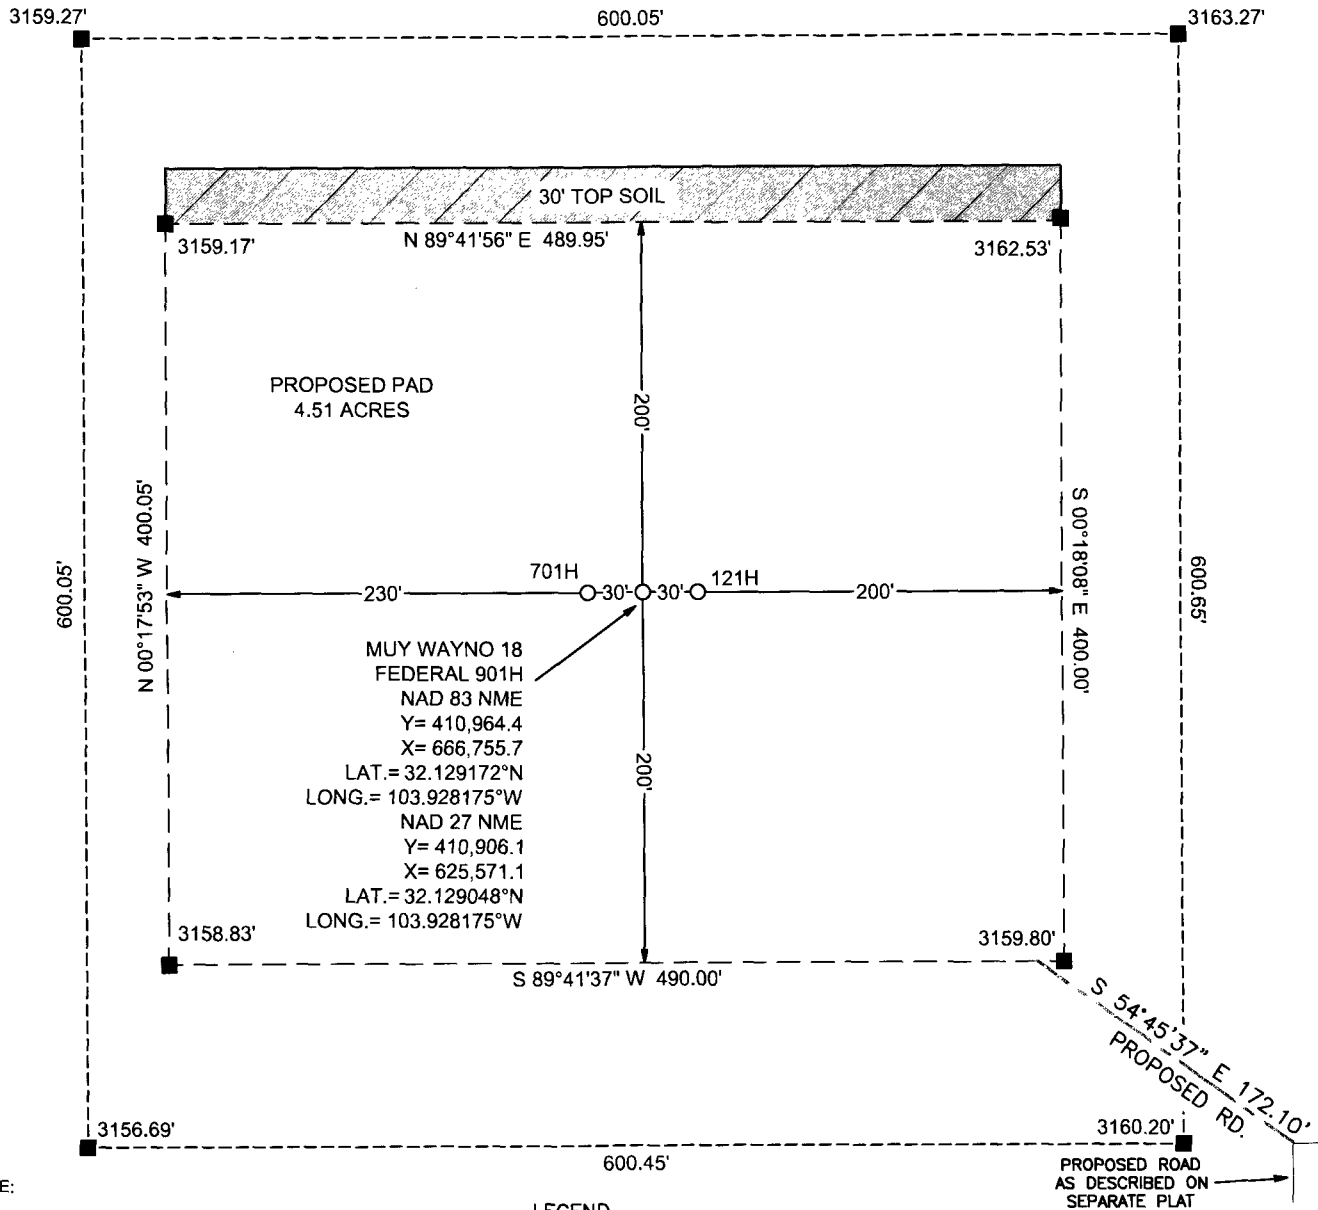 3159.27'
600.05'
3163.27'
30' TOP SOIL
3159.17'
N 89°41'56" E 489.95'
3162.53'
PROPOSED PAD
4.51 ACRES
200'
N 00°17'53" W 400.05'
S 00°18'08" E 400.00'
600.05'
600.65'
701H
121H
230'
30'
30'
200'
MUY WAYNO 18
FEDERAL 901H
NAD 83 NME
Y= 410,964.4
X= 666,755.7
LAT.= 32.129172°N
LONG.= 103.928175°W
NAD 27 NME
Y= 410,906.1
X= 625,571.1
LAT.= 32.129048°N
LONG.= 103.928175°W
200'
3158.83'
3159.80'
S 89°41'37" W 490.00'
S 54°45'37" E 172.10'
PROPOSED RD.
3156.69'
3160.20'
600.45'
PROPOSED ROAD
AS DESCRIBED ON
SEPARATE PLAT
E:
LEGEND